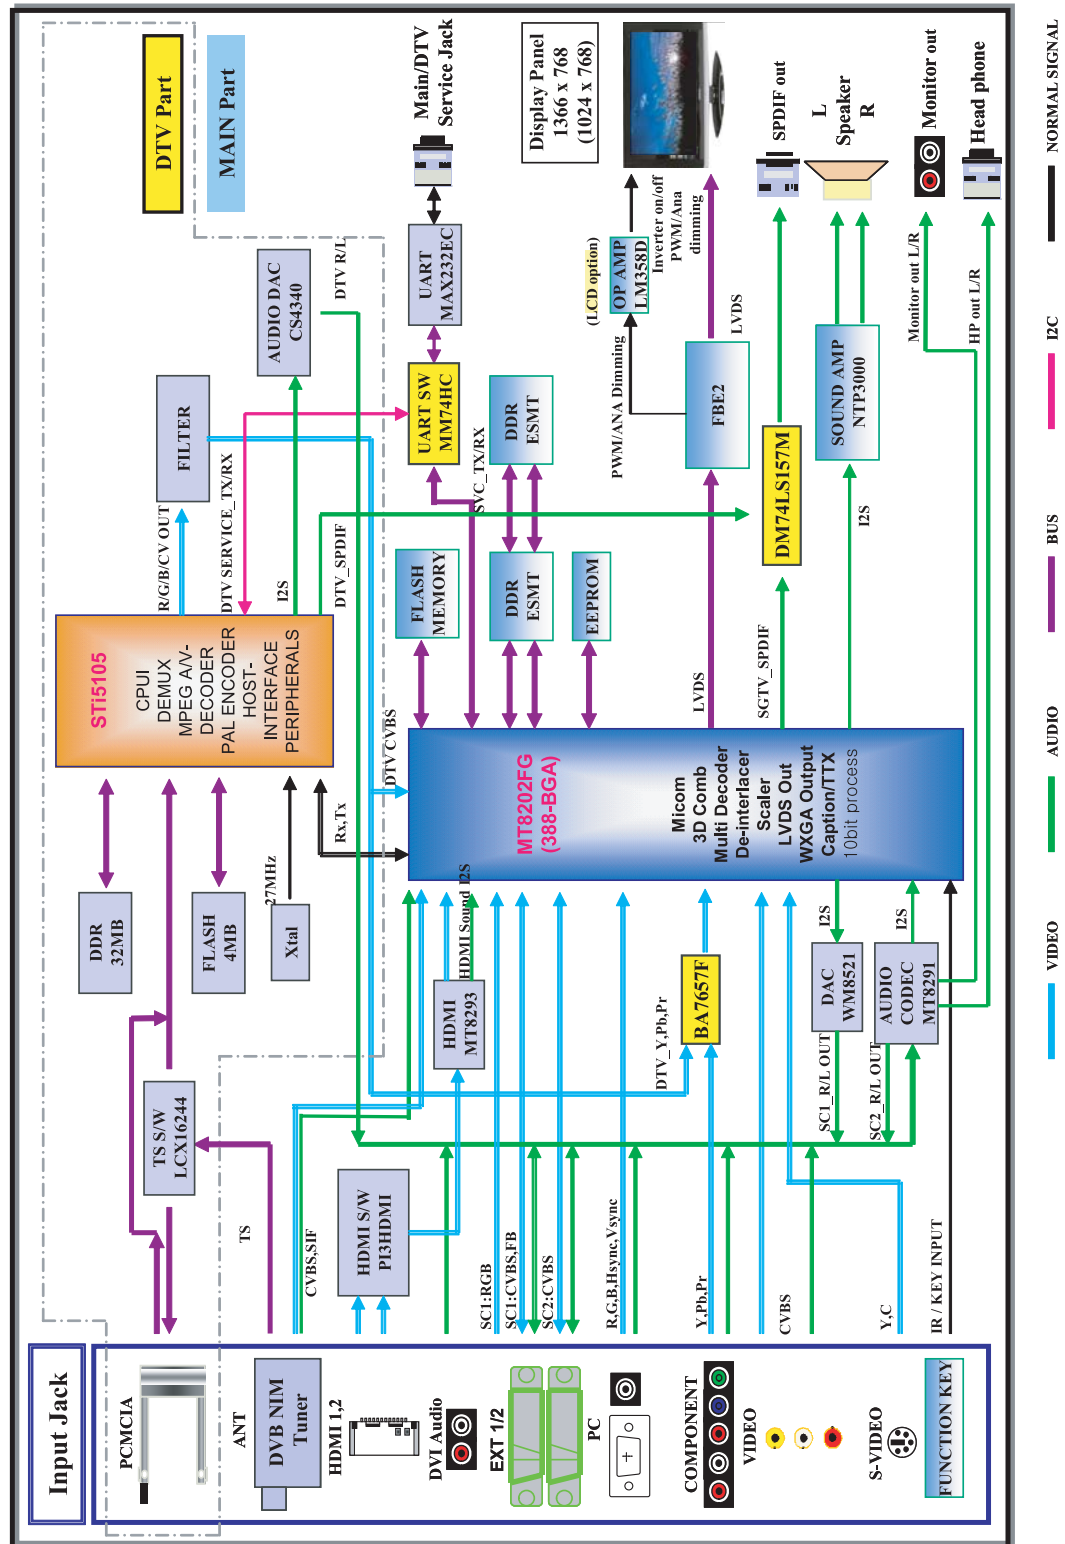 Input Jack
PCMCIA
ANT
DVB NIM
Tuner
HDMI 1,2
DVI Audio
EXT 1/2
PC
COMPONENT
VIDEO
S-VIDEO
FUNCTION KEY
TS
CVBS,SIF
SC1:RGB
SC1:CVBS,FB
SC2:CVBS
R,G,B,Hsync,Vsync
Y,Pb,Pr
CVBS
Y,C
IR / KEY INPUT
TS S/W
LCX16244
HDMI S/W
PI3HDMI
DDR
32MB
FLASH
4MB
Xtal
27MHz
HDMI
MT8293
HDMI Sound I2S
DTV_Y,Pb,Pr
BA7657F
DAC
WM8521
I2S
SC1_R/L OUT
AUDIO
CODEC
MT8291
I2S
SC2_R/L OUT
Rx,Tx
DTV CVBS
STi5105
CPUI
DEMUX
MPEG A/V-
DECODER
PAL ENCODER
HOST-
INTERFACE
PERIPHERALS
MT8202FG
(388-BGA)
Micom
3D Comb
Multi Decoder
De-interlacer
Scaler
LVDS Out
WXGA Output
Caption/TTX
10bit process
R/G/B/CV OUT
DTV SERVICE_TX/RX
I2S
DTV_SPDIF
FILTER
AUDIO DAC
CS4340
DTV R/L
FLASH
MEMORY
DDR
ESMT
EEPROM
DDR
ESMT
SVC_TX/RX
UART SW
MM74HC
UART
MAX232EC
Main/DTV
Service Jack
LVDS
SGTV_SPDIF
I2S
DM74LS157M
SOUND AMP
NTP3000
FBE2
LVDS
PWM/ANA Dimming
(LCD option)
OP AMP
LM358D
Inverter on/off
PWM/Ana
dimming
Display Panel
1366 x 768
(1024 x 768)
SPDIF out
L
Speaker
R
Monitor out L/R
Monitor out
HP out L/R
Head phone
DTV Part
MAIN Part
VIDEO
AUDIO
BUS
I2C
NORMAL SIGNAL